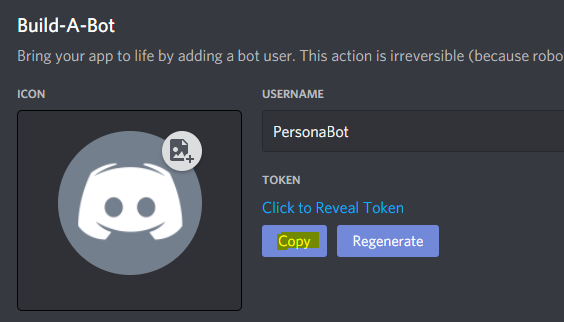 Build-A-Bot
Bring your app to life by adding a bot user. This action is irreversible (because robo
ICON
USERNAME
PersonaBot
TOKEN
Click to Reveal Token
Copy
Regenerate